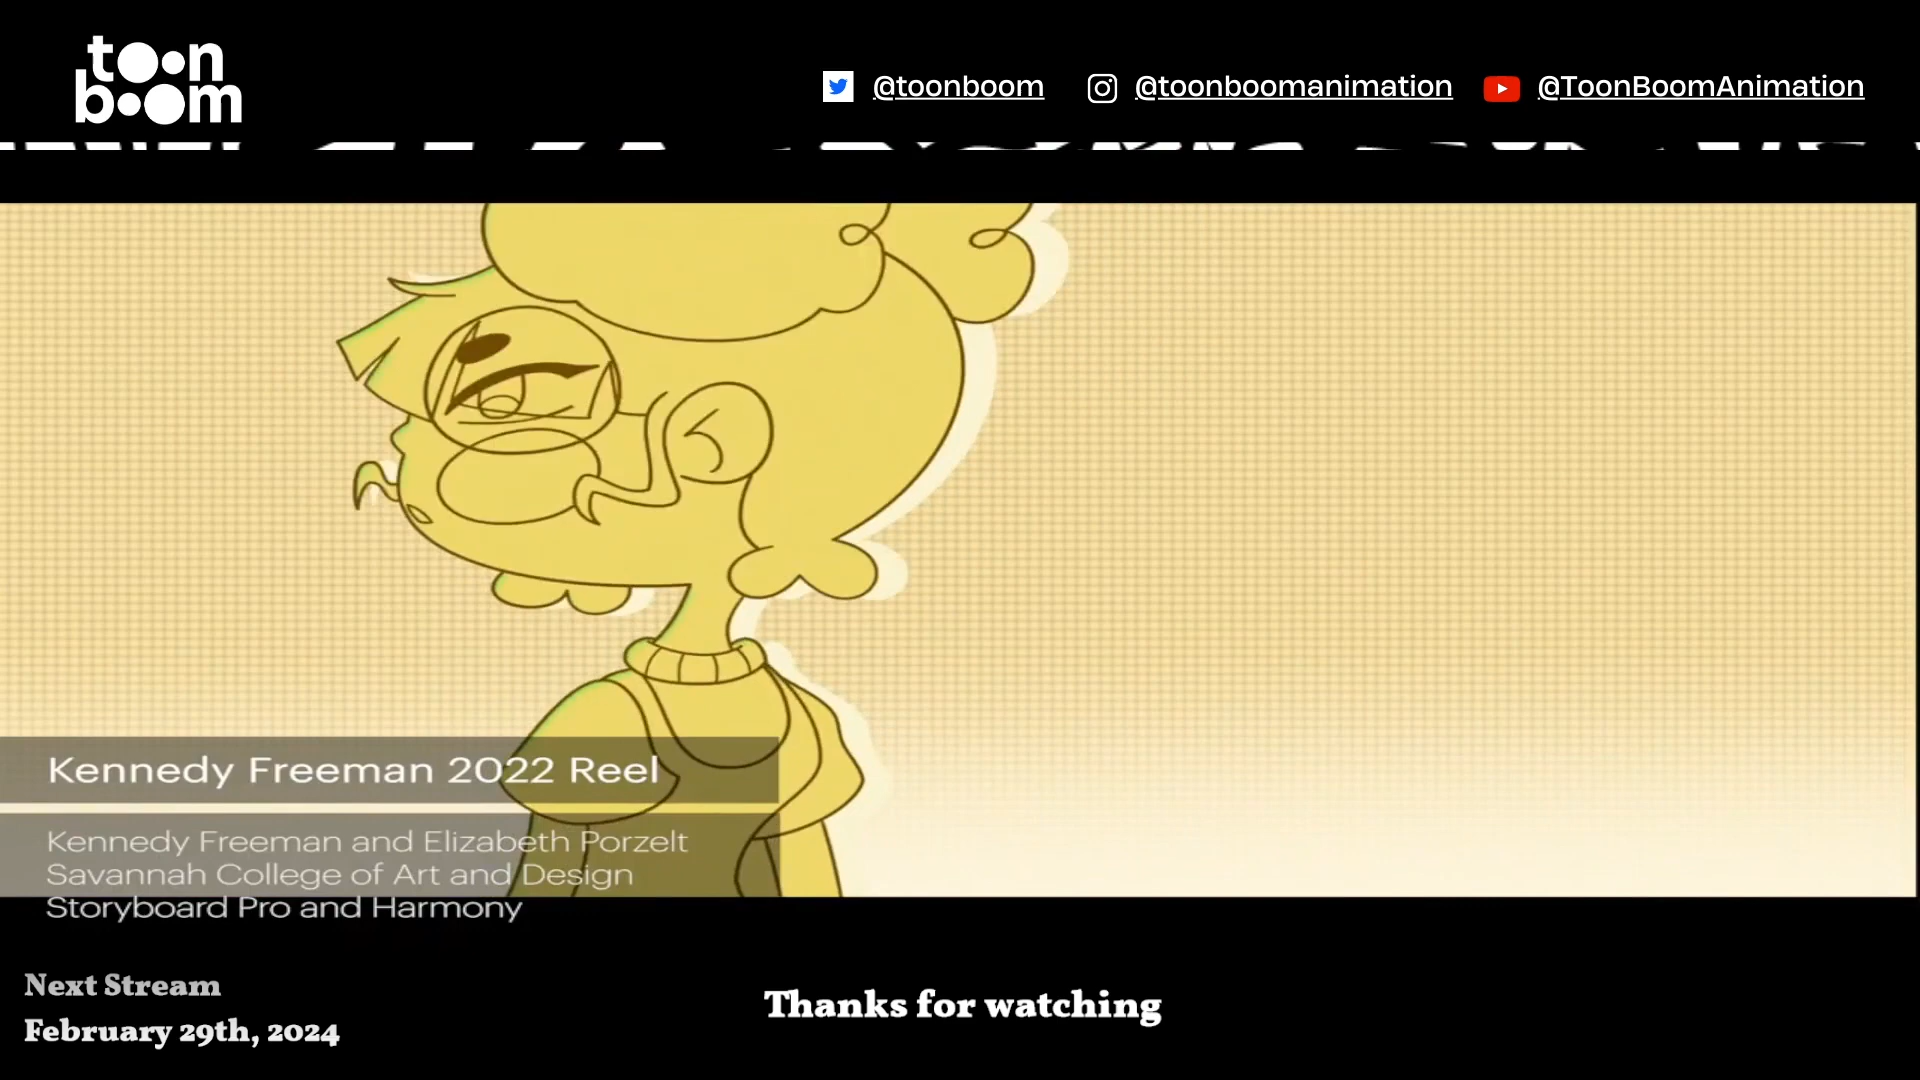 toon
boom
@toonboom
@toonboomanimation
@ToonBoomAnimation
Kennedy Freeman 2022 Reel
Kennedy Freeman and Elizabeth Porzelt
Savannah College of Art and Design
Storyboard Pro and Harmony
Next Stream
February 29th, 2024
Thanks for watching